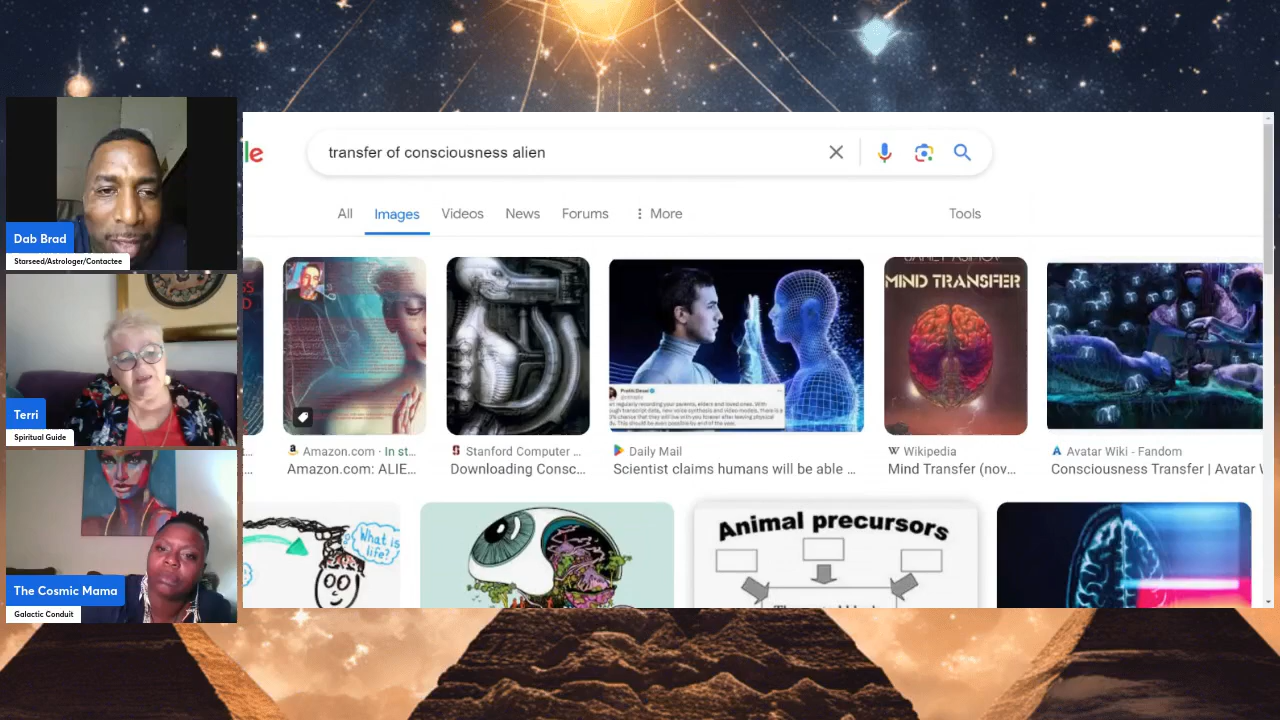 Dab Brad
Starseed/Astrologer/Contactee
Terri
Spiritual Guide
The Cosmic Mama
Galactic Conduit
le
transfer of consciousness alien
All
Images
Videos
News
Forums
More
Tools
Amazon.com · In st...
Amazon.com: ALIE...
Stanford Computer ...
Downloading Consc...
Daily Mail
Scientist claims humans will be able ...
MIND TRANSFER
Wikipedia
Mind Transfer (nov...
Avatar Wiki - Fandom
Consciousness Transfer | Avatar W
What is
life?
Animal precursors